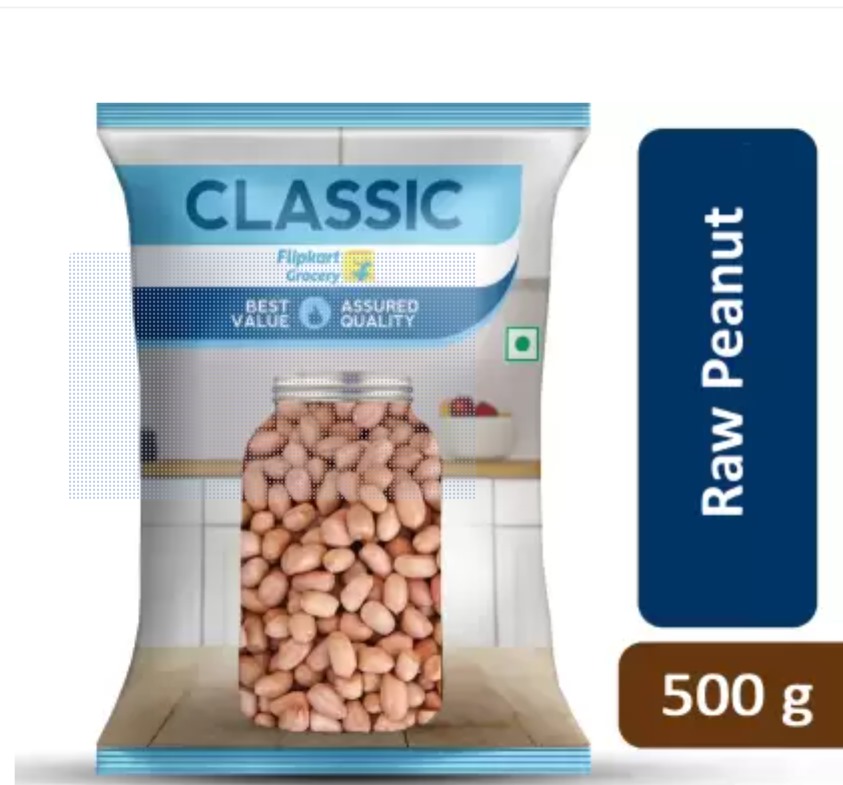 CLASSIC
Flipkart
Grocery
BEST
VALUE
ASSURED
QUALITY
Raw Peanut
500 g